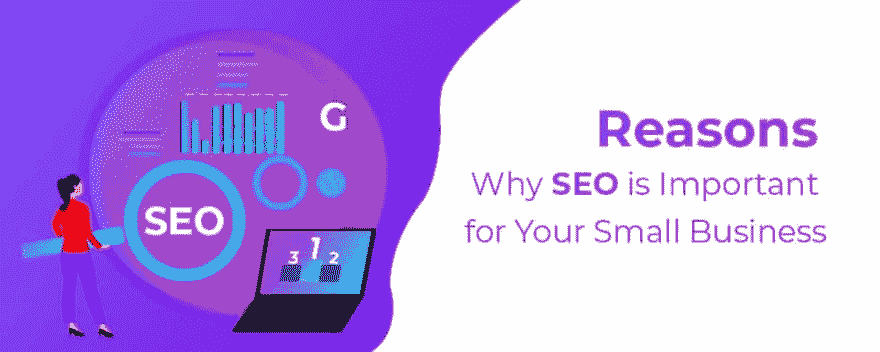 G
SEO
3 1 2
Reasons
Why SEO is Important
for Your Small Business